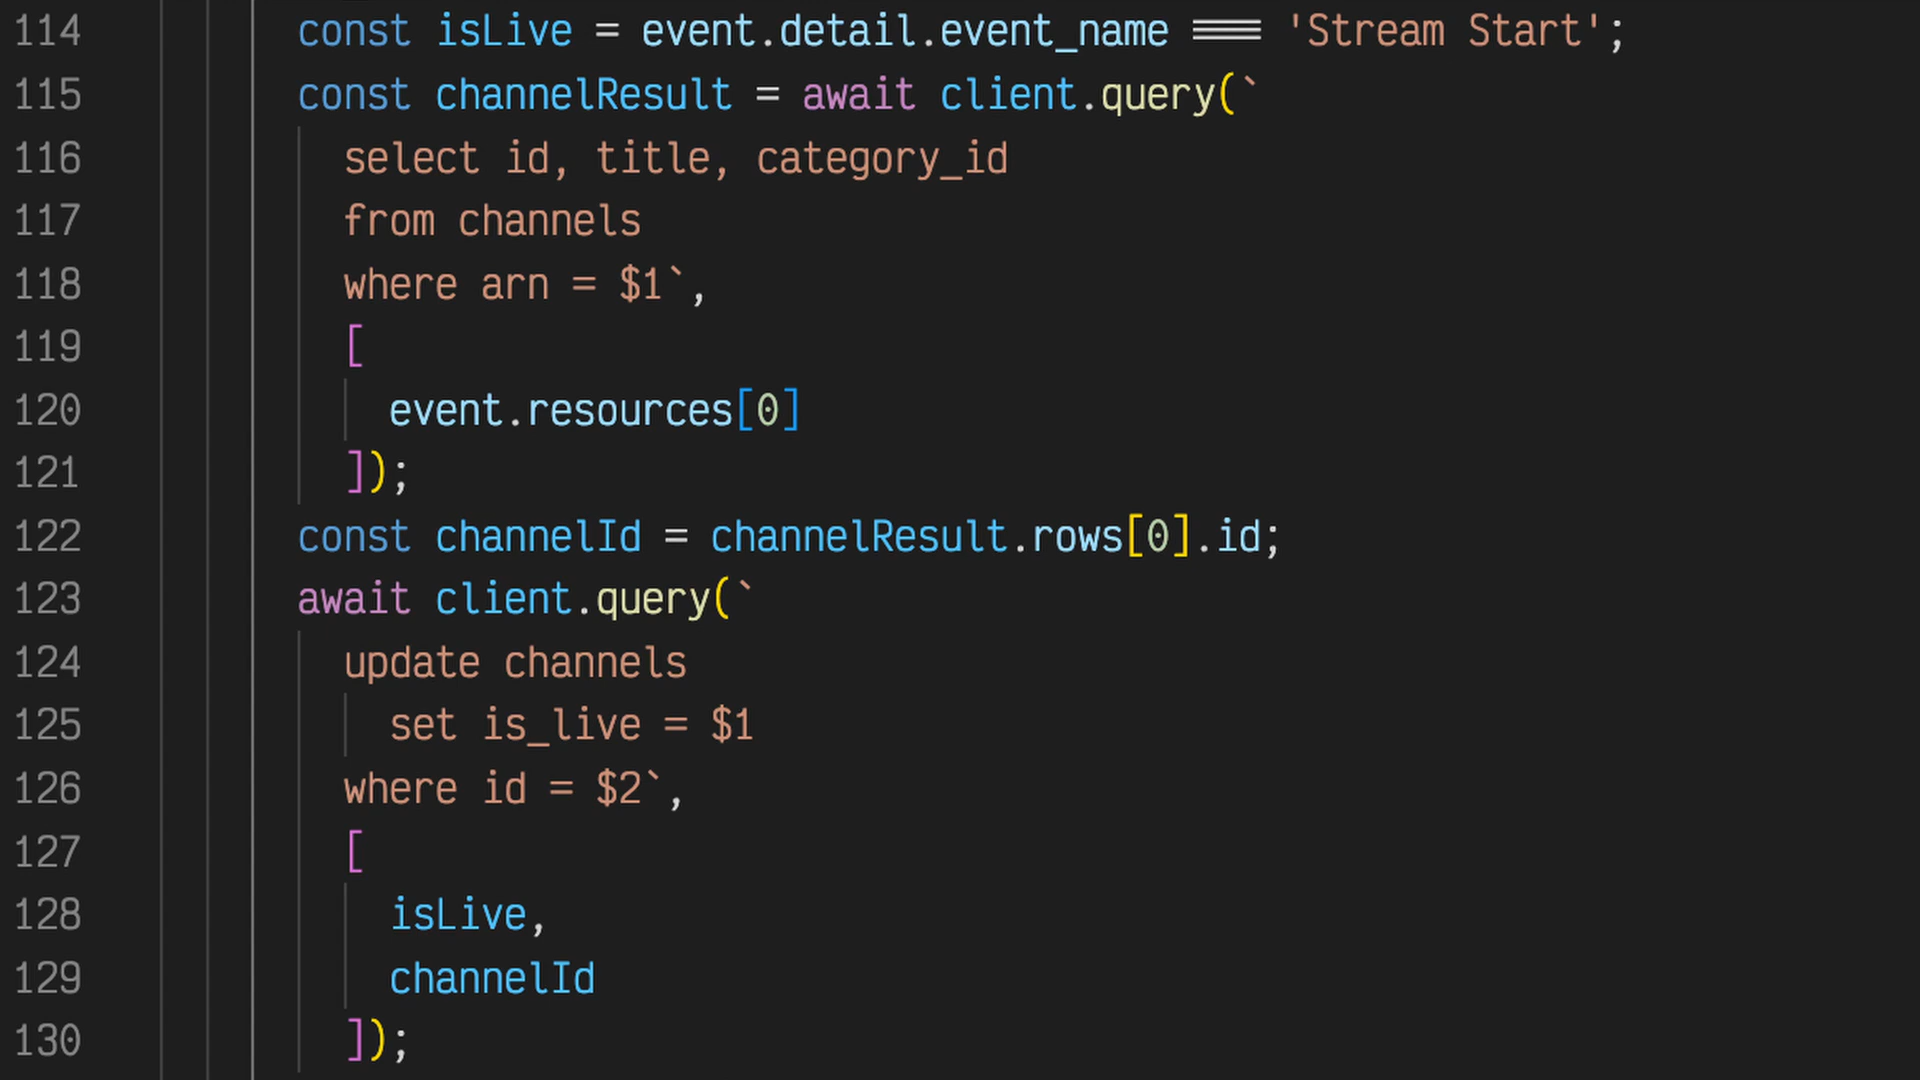 114 const isLive = event.detail.event_name === 'Stream Start';
115 const channelResult = await client.query(`
116 select id, title, category_id
117 from channels
118 where arn = $1`,
119 [
120 event.resources[0]
121 ]);
122 const channelId = channelResult.rows[0].id;
123 await client.query(`
124 update channels
125 set is_live = $1
126 where id = $2`,
127 [
128 isLive,
129 channelId
130 ]);